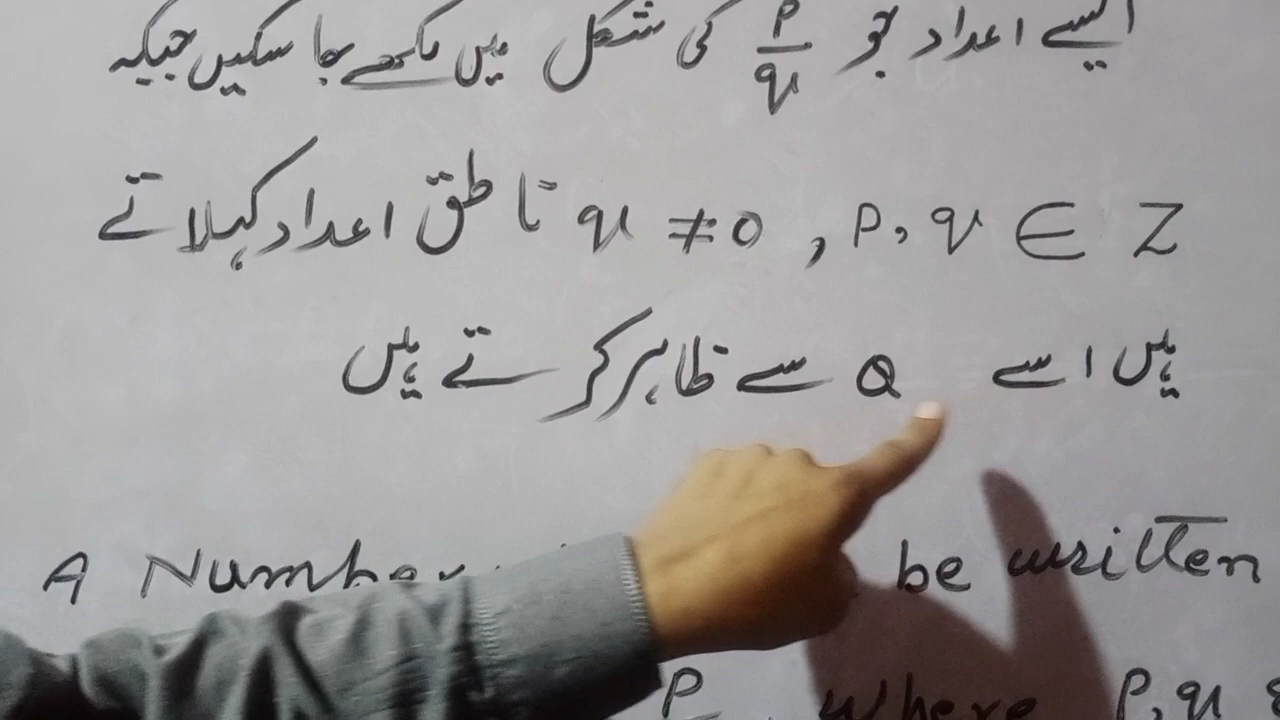 ایسے اعداد جو P/q کی شکل میں لکھے جا سکیں جبکہ
p, q ∈ Z , q ≠ 0 ناطق اعداد کہلاتے
ہیں اسے Q سے ظاہر کرتے ہیں
A Number be written
P where P, q